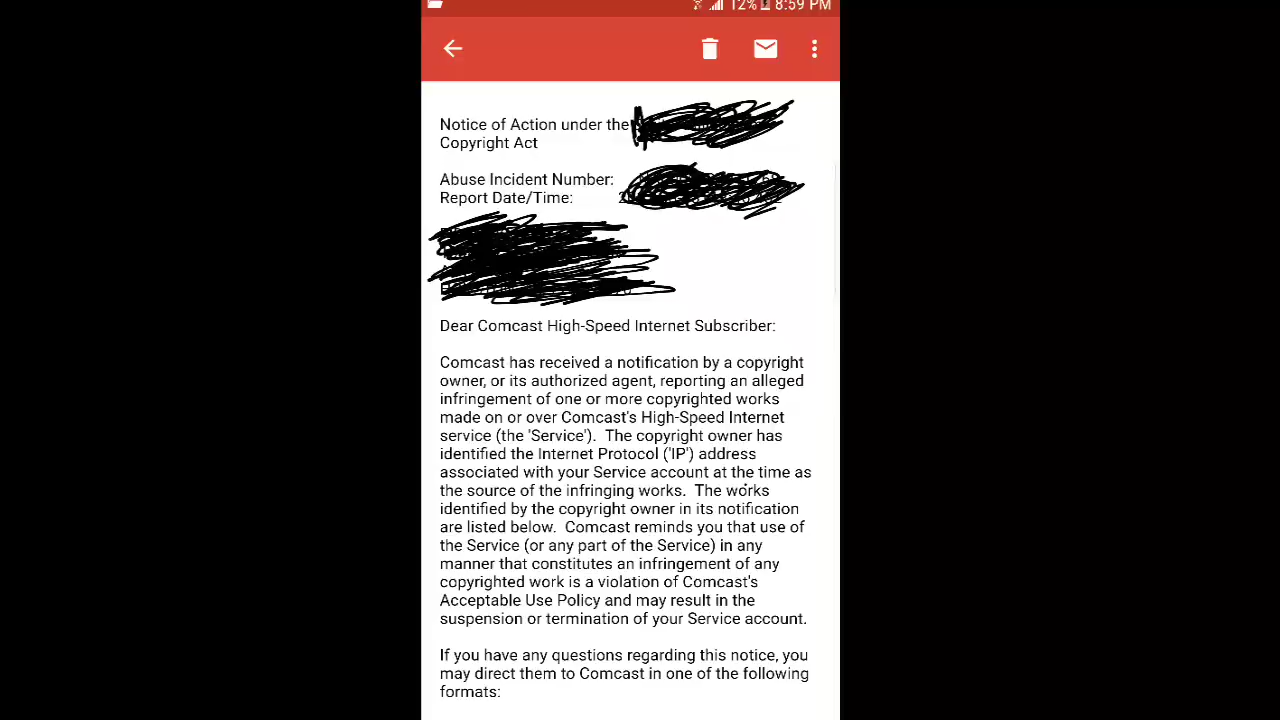 12% 8:59 PM
Notice of Action under the
Copyright Act
Abuse Incident Number:
Report Date/Time:
Dear Comcast High-Speed Internet Subscriber:
Comcast has received a notification by a copyright
owner, or its authorized agent, reporting an alleged
infringement of one or more copyrighted works
made on or over Comcast's High-Speed Internet
service (the 'Service').  The copyright owner has
identified the Internet Protocol ('IP') address
associated with your Service account at the time as
the source of the infringing works.  The works
identified by the copyright owner in its notification
are listed below.  Comcast reminds you that use of
the Service (or any part of the Service) in any
manner that constitutes an infringement of any
copyrighted work is a violation of Comcast's
Acceptable Use Policy and may result in the
suspension or termination of your Service account.
If you have any questions regarding this notice, you
may direct them to Comcast in one of the following
formats: